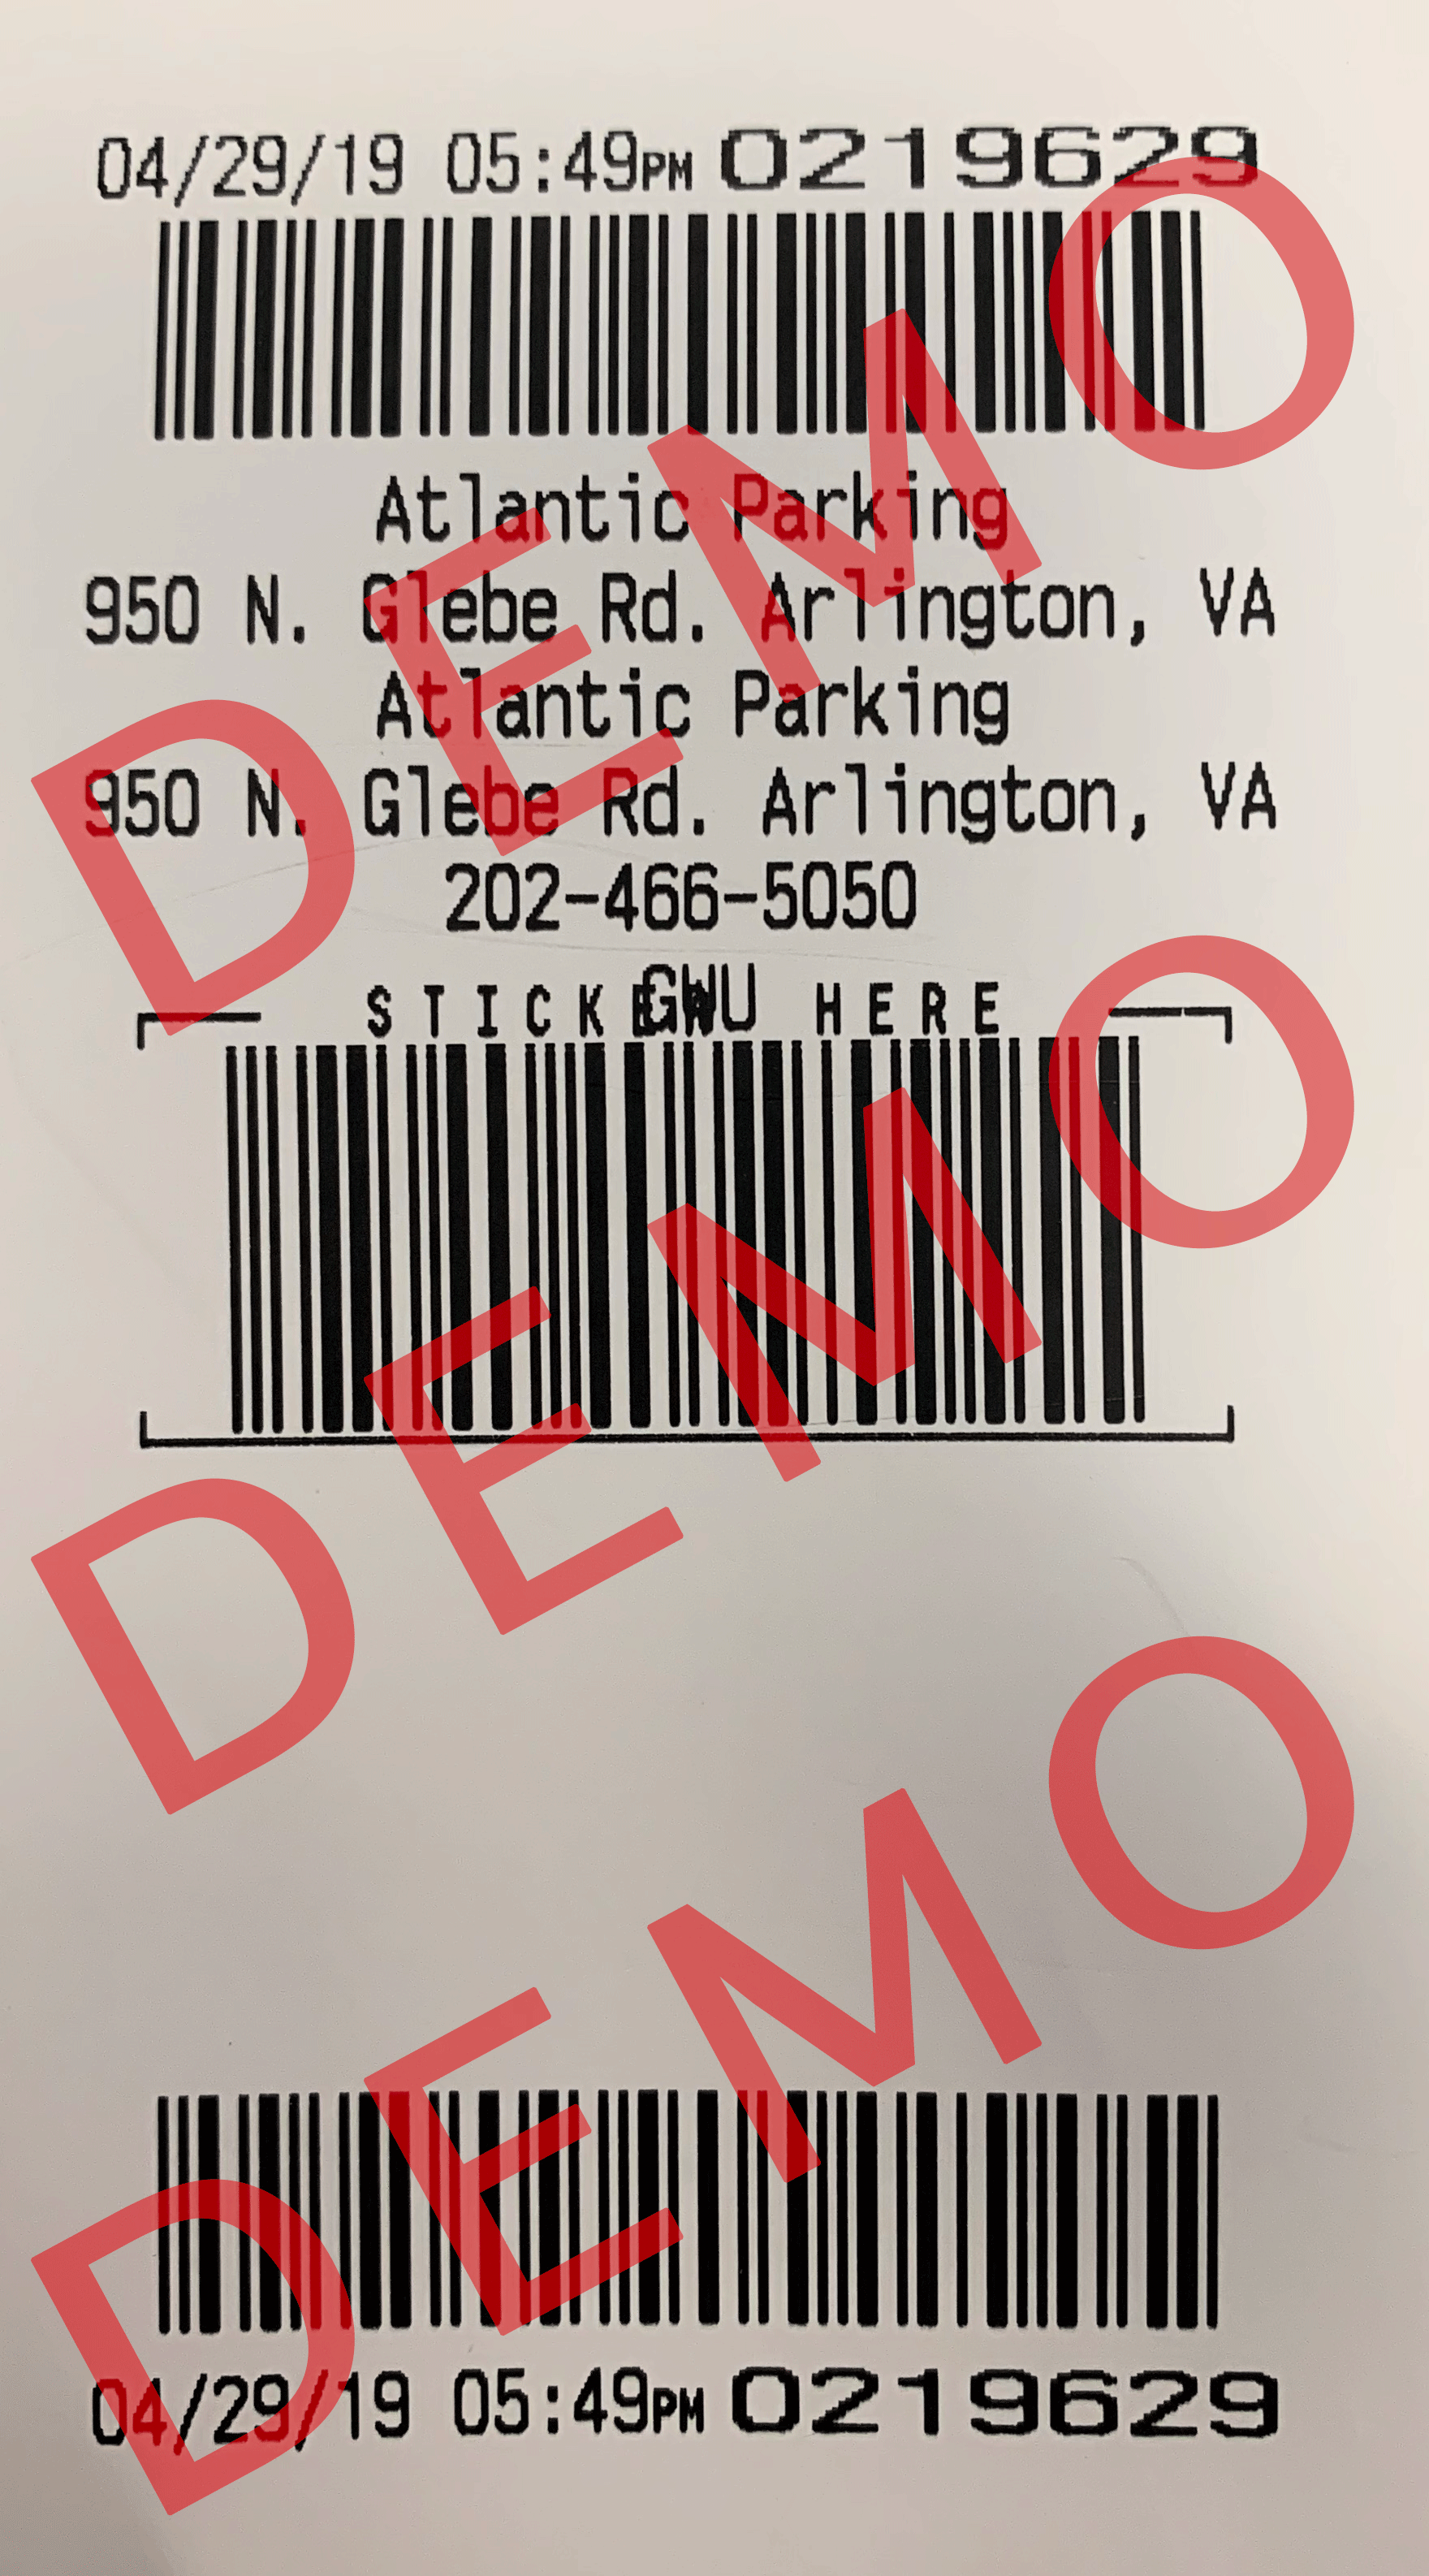 04/29/19 05:49PM 0219629
Atlantic Parking
950 N. Glebe Rd. Arlington, VA
Atlantic Parking
950 N. Glebe Rd. Arlington, VA
202-466-5050
GWU
STICKER HERE
04/29/19 05:49PM 0219629
DEMO
DEMO
DEMO